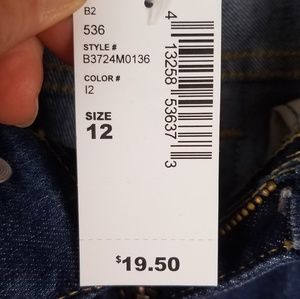 B2
536
STYLE #
B3724M0136
COLOR #
I2
SIZE
12
4 13258 53637 3
$19.50